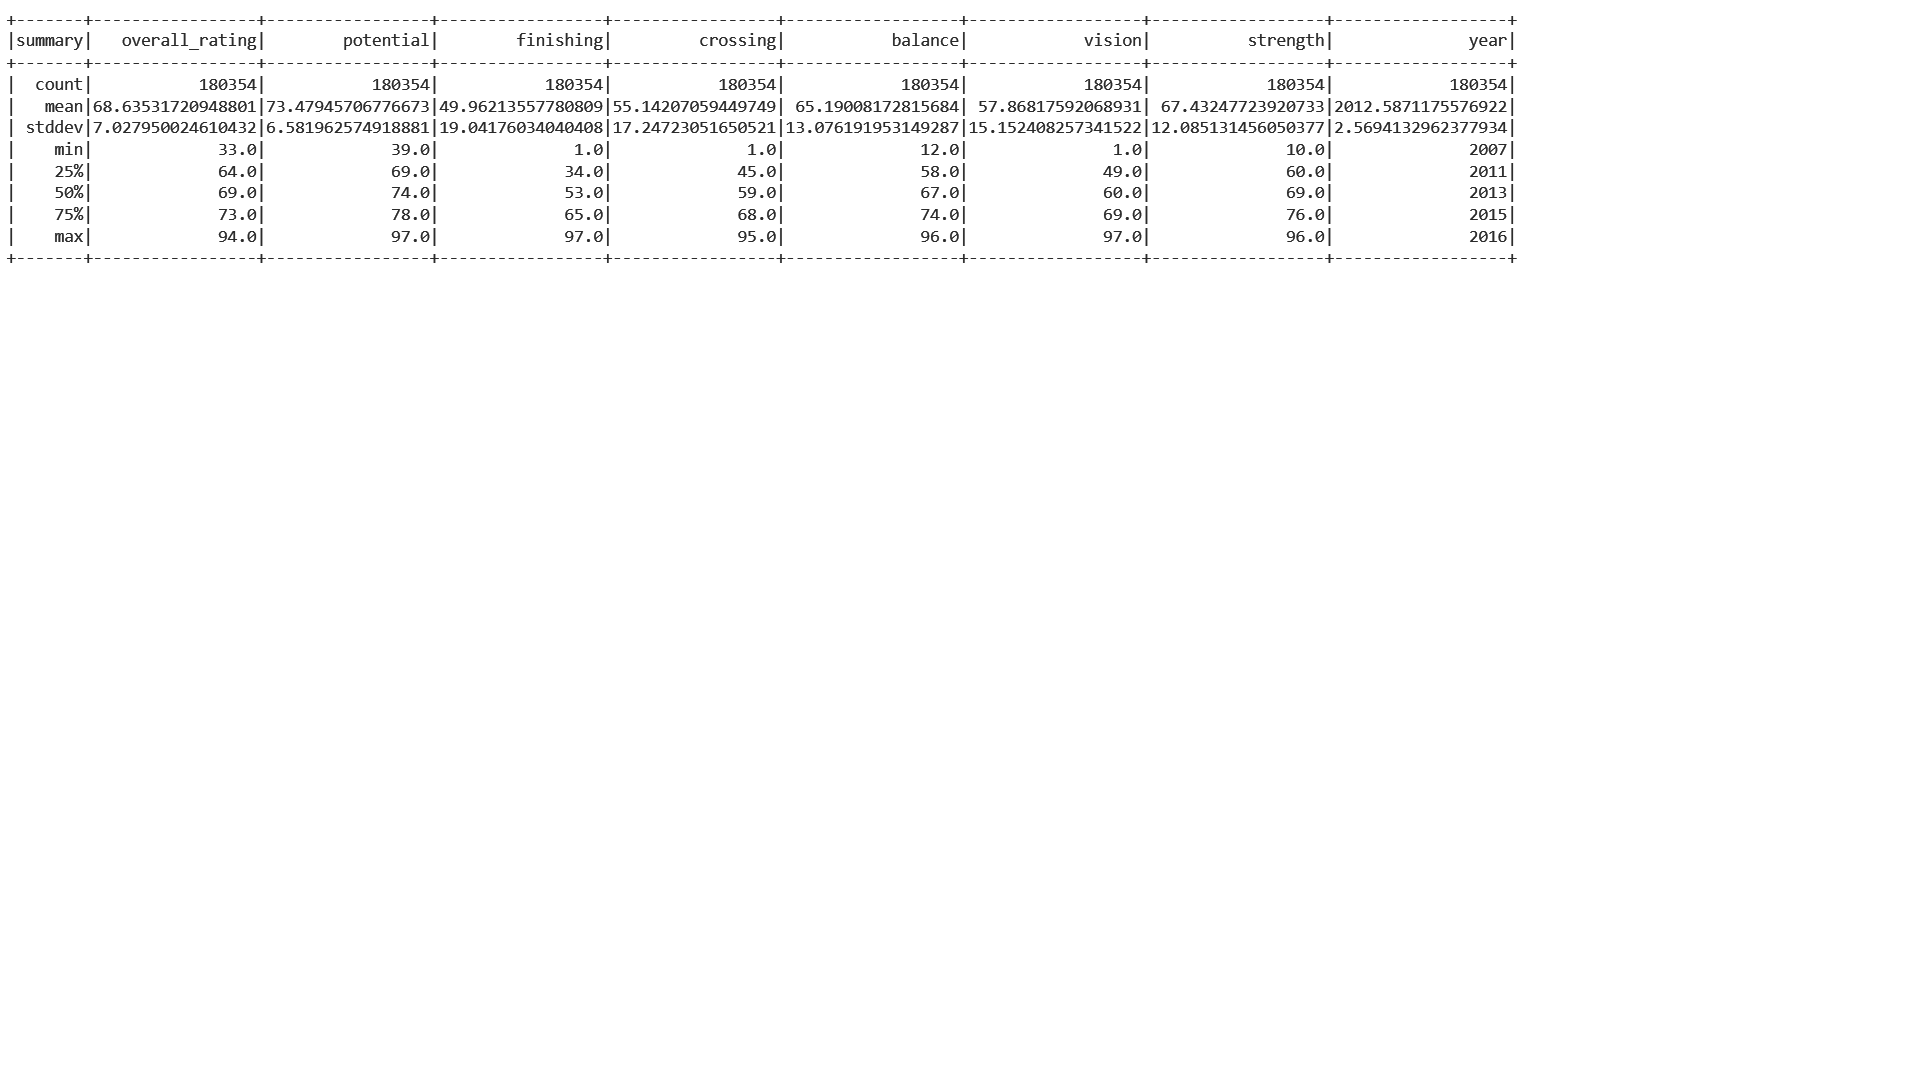 +-------+-----------------+-----------------+-----------------+-----------------+------------------+------------------+------------------+------------------+
|summary|   overall_rating|        potential|        finishing|         crossing|           balance|            vision|          strength|              year|
+-------+-----------------+-----------------+-----------------+-----------------+------------------+------------------+------------------+------------------+
|  count|           180354|           180354|           180354|           180354|            180354|            180354|            180354|            180354|
|   mean|68.63531720948801|73.47945706776673|49.96213557780809|55.14207059449749| 65.19008172815684| 57.86817592068931| 67.43247723920733|2012.5871175576922|
| stddev|7.027950024610432|6.581962574918881|19.04176034040408|17.24723051650521|13.076191953149287|15.152408257341522|12.085131456050377|2.5694132962377934|
|    min|             33.0|             39.0|              1.0|              1.0|              12.0|               1.0|              10.0|              2007|
|    25%|             64.0|             69.0|             34.0|             45.0|              58.0|              49.0|              60.0|              2011|
|    50%|             69.0|             74.0|             53.0|             59.0|              67.0|              60.0|              69.0|              2013|
|    75%|             73.0|             78.0|             65.0|             68.0|              74.0|              69.0|              76.0|              2015|
|    max|             94.0|             97.0|             97.0|             95.0|              96.0|              97.0|              96.0|              2016|
+-------+-----------------+-----------------+-----------------+-----------------+------------------+------------------+------------------+------------------+